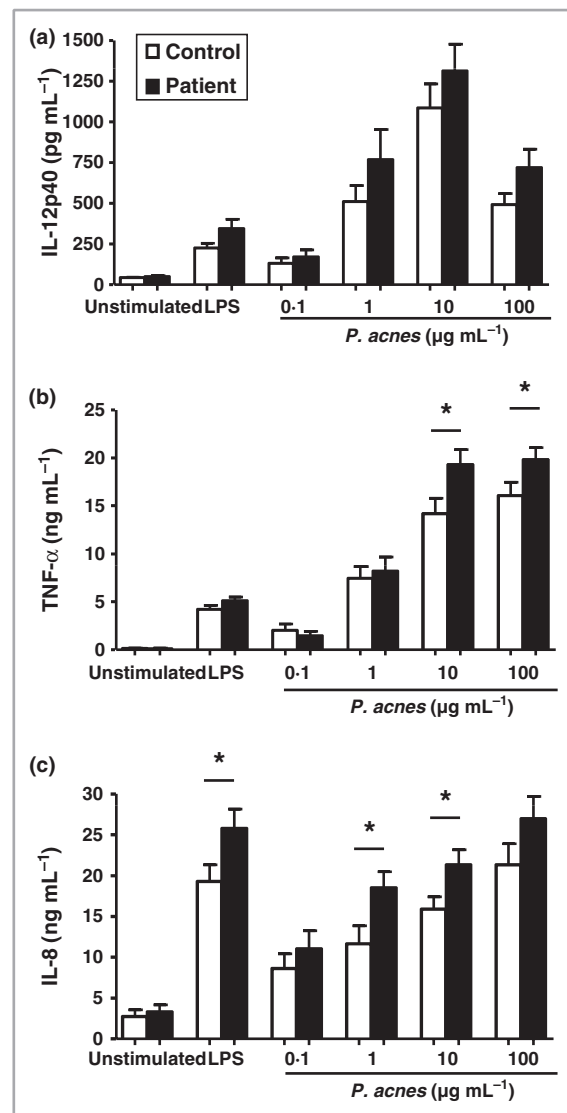 (a)
Control
Patient
IL-12p40 (pg mL⁻¹)
1500
1250
750
500
250
0
Unstimulated LPS 0·1 1 10 100
P. acnes (µg mL⁻¹)
(b)
*
*
TNF-α (ng mL⁻¹)
25
20
15
10
5
0
Unstimulated LPS 0·1 1 10 100
P. acnes (µg mL⁻¹)
(c)
*
*
*
IL-8 (ng mL⁻¹)
30
25
20
15
10
5
0
Unstimulated LPS 0·1 1 10 100
P. acnes (µg mL⁻¹)